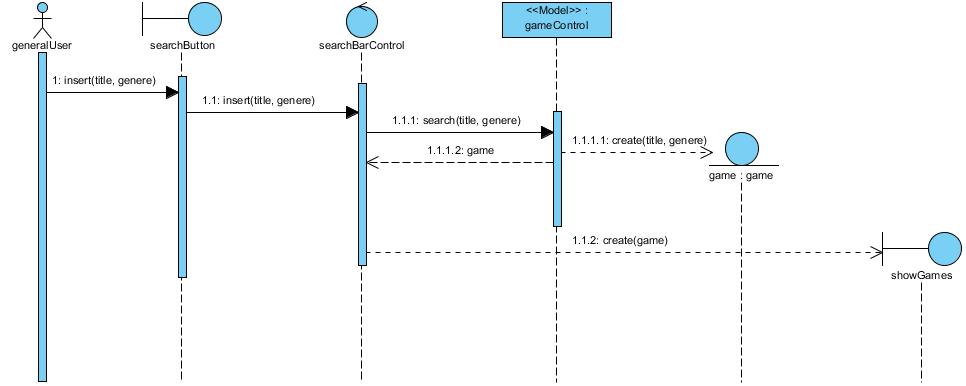 <<Model>> :
gameControl
generalUser
searchButton
searchBarControl
1: insert(title, genere)
1.1: insert(title, genere)
1.1.1: search(title, genere)
1.1.1.1: create(title, genere)
1.1.1.2: game
game : game
1.1.2: create(game)
showGames